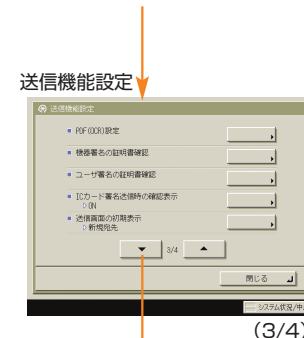 送信機能設定
送信機能設定
PDF(OCR)設定
機器署名の証明書確認
ユーザ署名の証明書確認
ICカード署名送信時の確認表示
▷ON
送信画面の初期表示
▷新規宛先
▼ 3/4 ▲
閉じる
システム状況/中
(3/4)